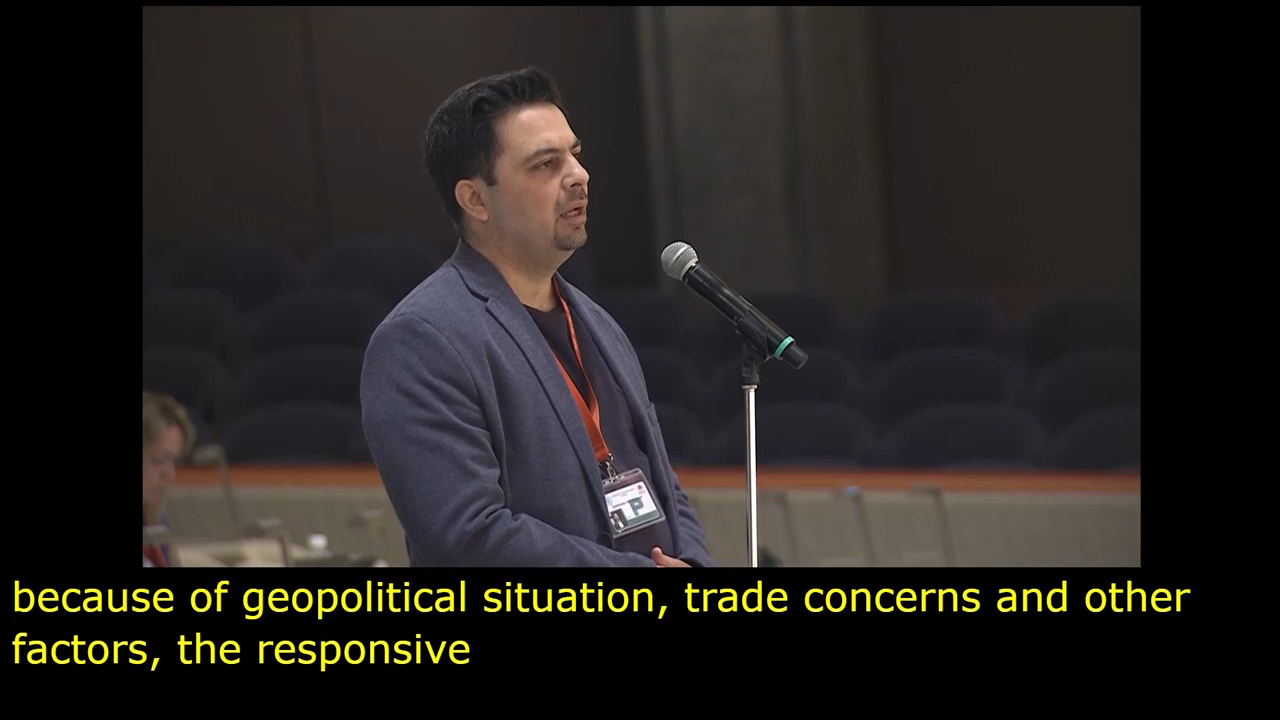 P
because of geopolitical situation, trade concerns and other
factors, the responsive